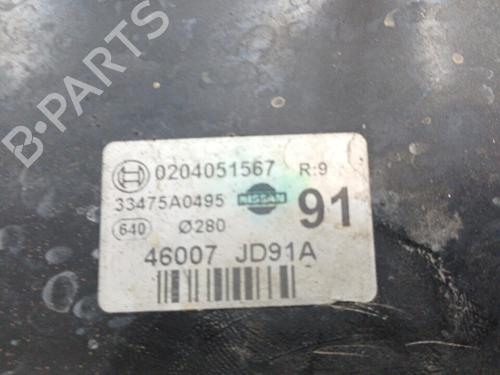 B-PARTS
0204051567 R:9
33475A0495 NISSAN 91
640 Ø280
46007 JD91A